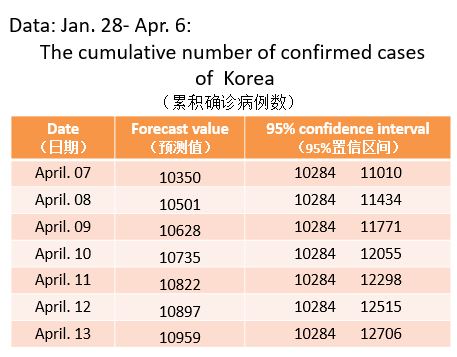 Data: Jan. 28- Apr. 6:
The cumulative number of confirmed cases
of Korea
（累积确诊病例数）
Date Forecast value 95% confidence interval
（日期） （预测值） （95%置信区间）
April. 07 10350 10284 11010
April. 08 10501 10284 11434
April. 09 10628 10284 11771
April. 10 10735 10284 12055
April. 11 10822 10284 12298
April. 12 10897 10284 12515
April. 13 10959 10284 12706